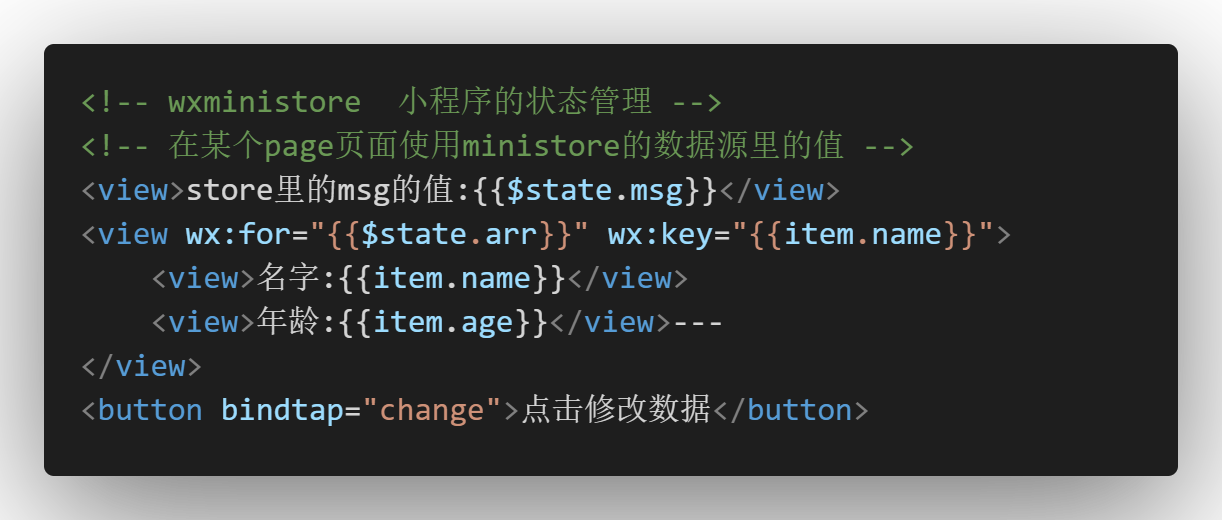 <!-- wxministore  小程序的状态管理 -->
<!-- 在某个page页面使用ministore的数据源里的值 -->
<view>store里的msg的值:{{$state.msg}}</view>
<view wx:for="{{$state.arr}}" wx:key="{{item.name}}">
    <view>名字:{{item.name}}</view>
    <view>年龄:{{item.age}}</view>---
</view>
<button bindtap="change">点击修改数据</button>